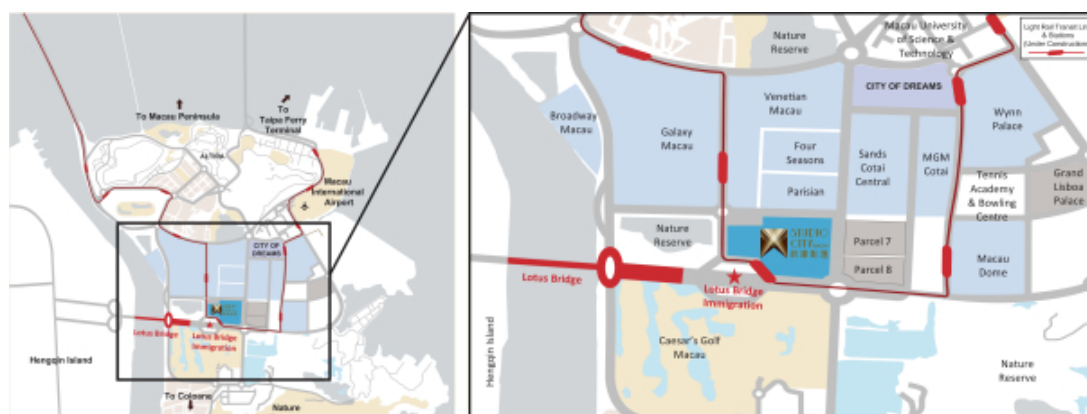 To Macau Peninsula
To
Taipa Ferry
Terminal
ALTIRA
Macau
International
Airport
CITY OF
DREAMS
Lotus Bridge
Lotus Bridge
Immigration
Hengqin Island
To Coloane
Nature
Light Rail Transit Line
& Stations
(Under Construction)
Macau University
of Science &
Technology
Nature
Reserve
CITY OF DREAMS
Venetian
Macau
Wynn
Palace
Broadway
Macau
Galaxy
Macau
Four
Seasons
Sands
Cotai
Central
MGM
Cotai
Parisian
Tennis
Academy
& Bowling
Centre
Grand
Lisboa
Palace
Nature
Reserve
STUDIO
CITY
Parcel 7
Parcel 8
Macau
Dome
Lotus Bridge
Lotus Bridge
Immigration
Hengqin Island
Caesar's Golf
Macau
Nature
Reserve